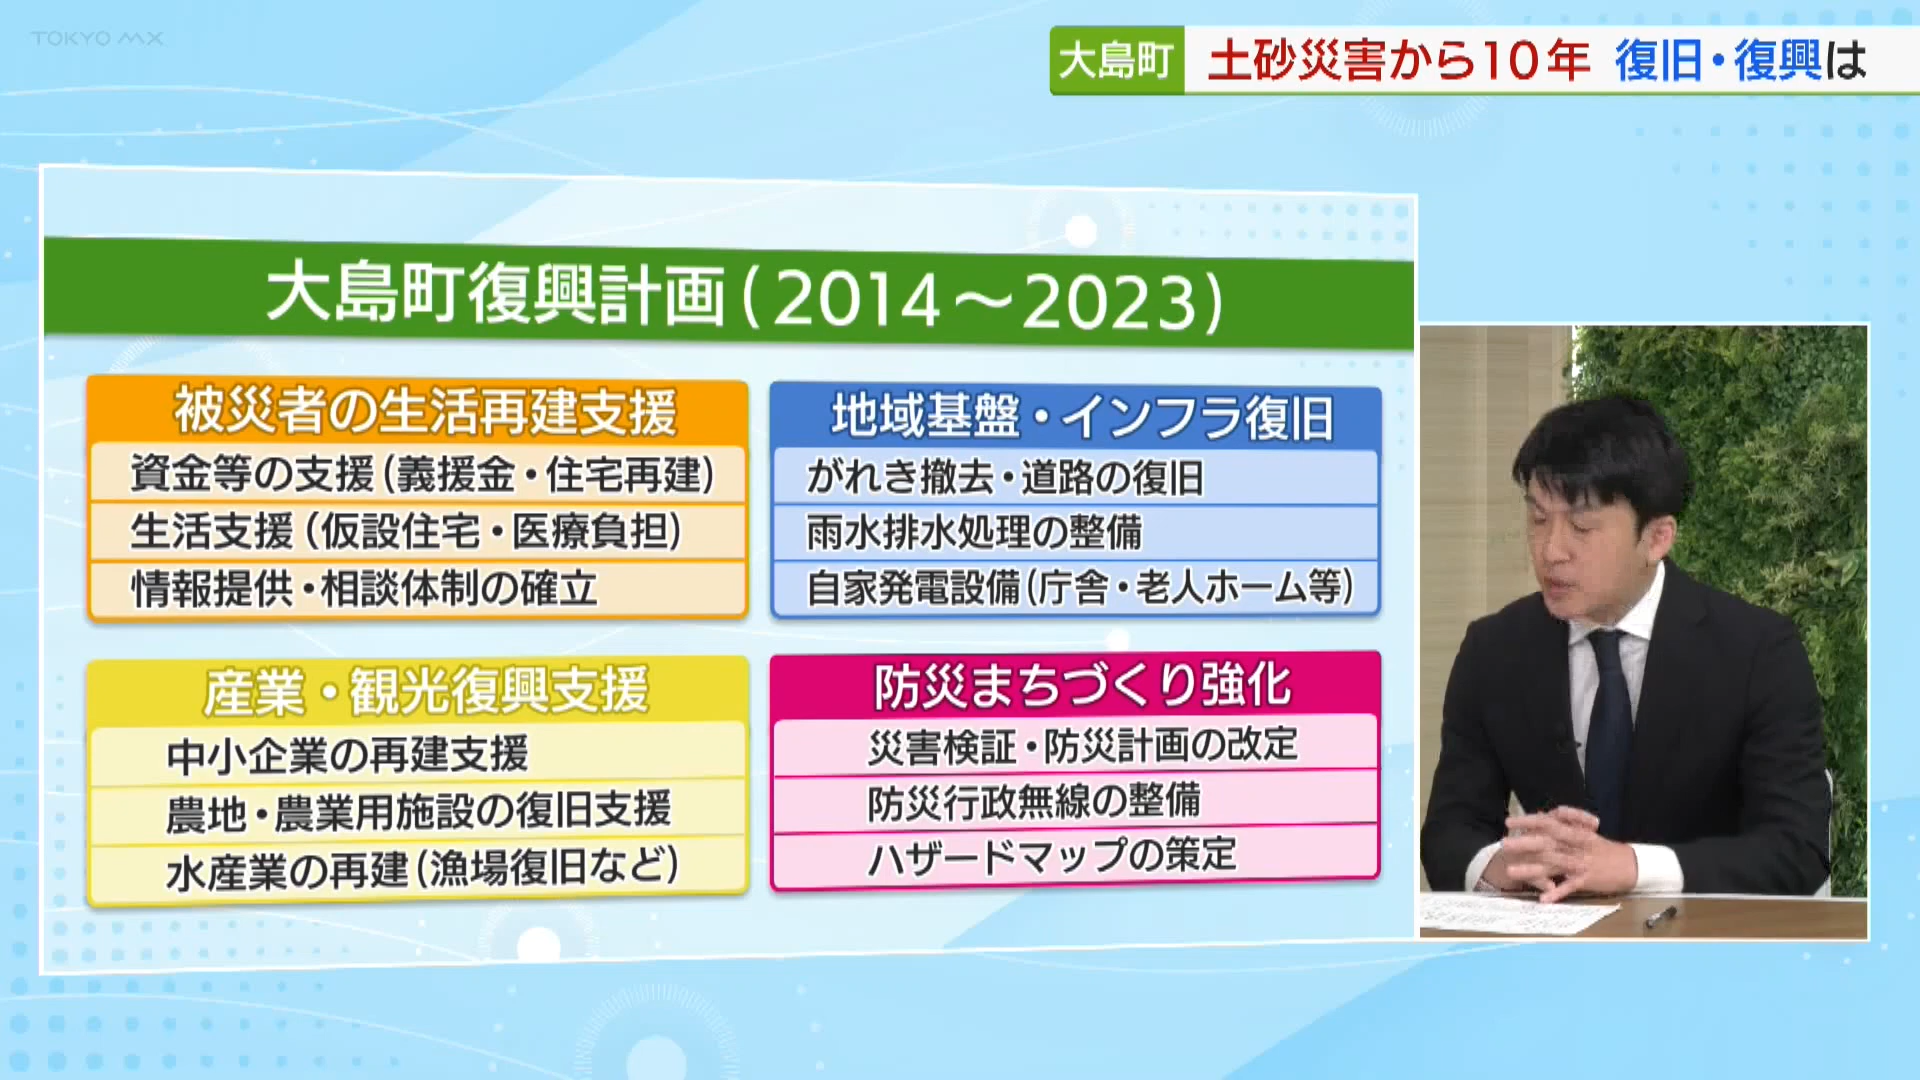 TOKYO MX
大島町 土砂災害から10年 復旧・復興は
大島町復興計画(2014～2023)
被災者の生活再建支援
資金等の支援(義援金・住宅再建)
生活支援(仮設住宅・医療負担)
情報提供・相談体制の確立
地域基盤・インフラ復旧
がれき撤去・道路の復旧
雨水排水処理の整備
自家発電設備(庁舎・老人ホーム等)
産業・観光復興支援
中小企業の再建支援
農地・農業用施設の復旧支援
水産業の再建(漁場復旧など)
防災まちづくり強化
災害検証・防災計画の改定
防災行政無線の整備
ハザードマップの策定